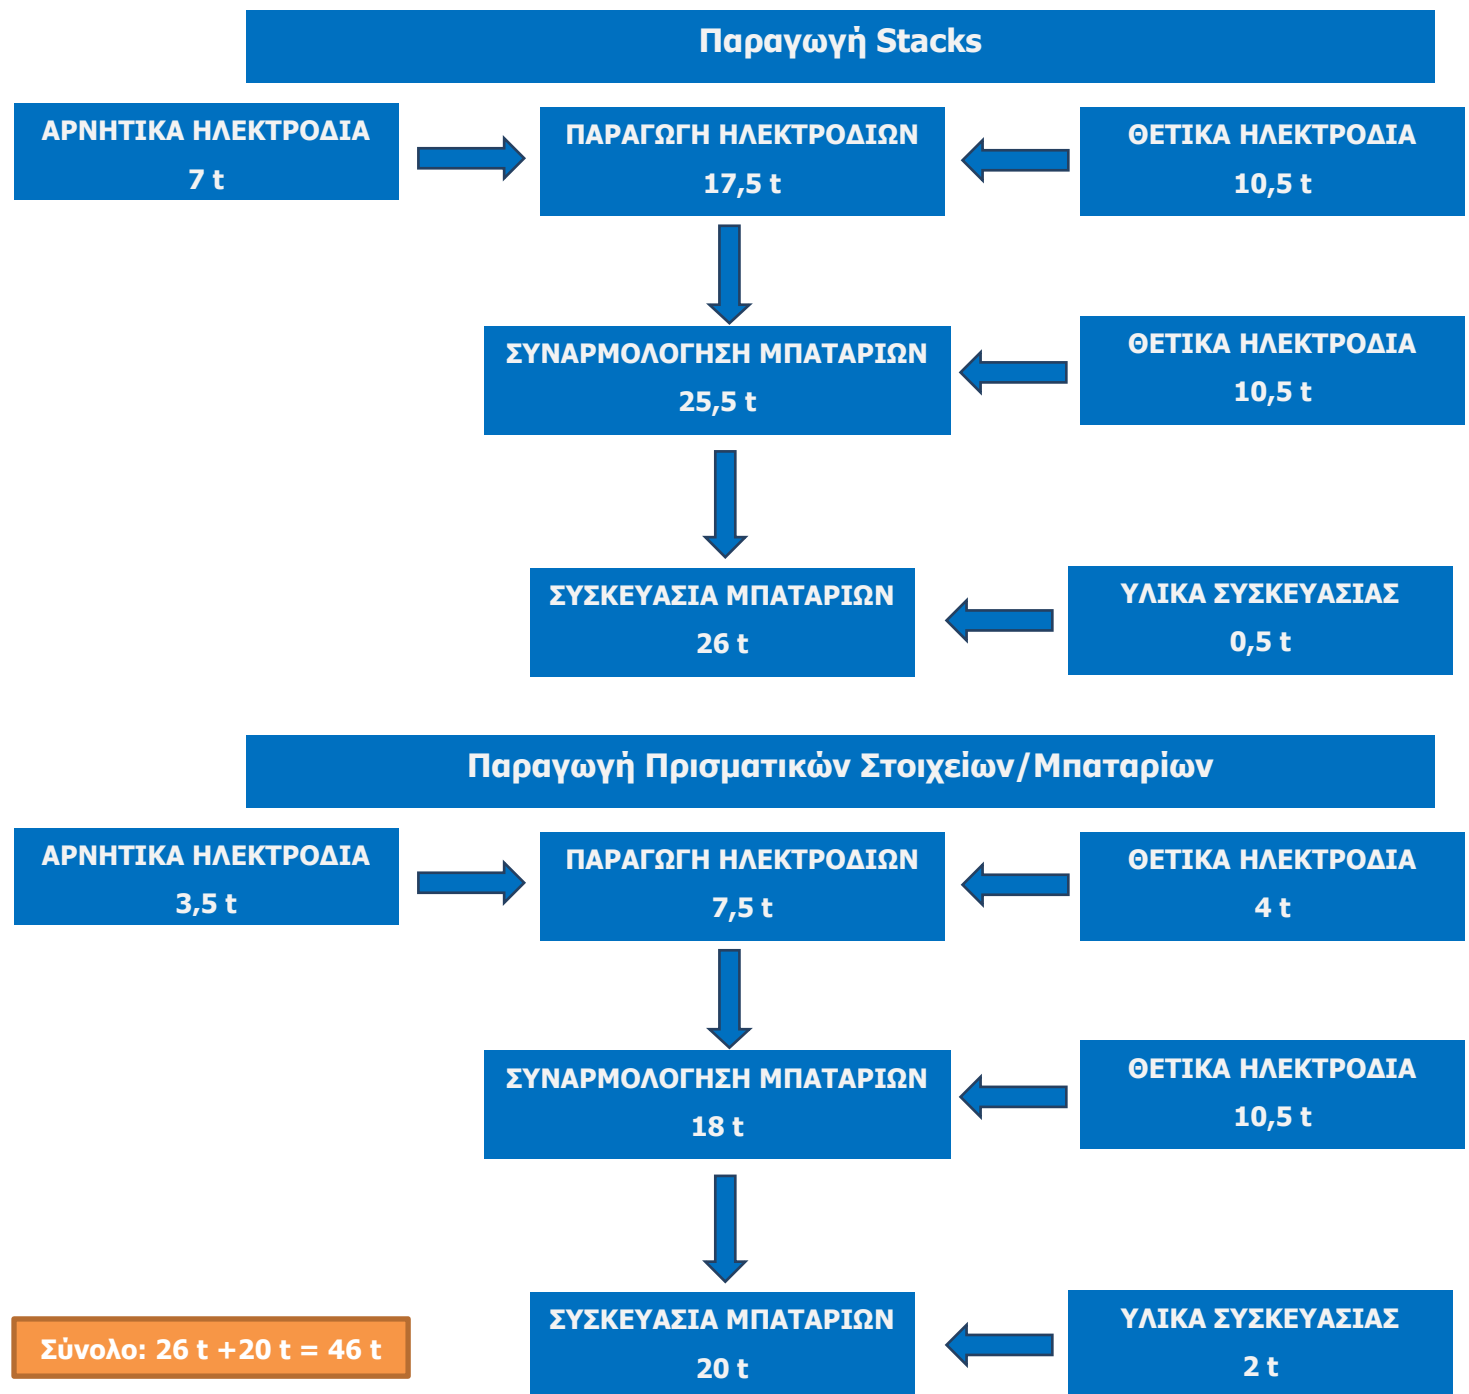 Παραγωγή Stacks
ΑΡΝΗΤΙΚΑ ΗΛΕΚΤΡΟΔΙΑ
7 t
ΠΑΡΑΓΩΓΗ ΗΛΕΚΤΡΟΔΙΩΝ
17,5 t
ΘΕΤΙΚΑ ΗΛΕΚΤΡΟΔΙΑ
10,5 t
ΣΥΝΑΡΜΟΛΟΓΗΣΗ ΜΠΑΤΑΡΙΩΝ
25,5 t
ΘΕΤΙΚΑ ΗΛΕΚΤΡΟΔΙΑ
10,5 t
ΣΥΣΚΕΥΑΣΙΑ ΜΠΑΤΑΡΙΩΝ
26 t
ΥΛΙΚΑ ΣΥΣΚΕΥΑΣΙΑΣ
0,5 t
Παραγωγή Πρισματικών Στοιχείων/Μπαταρίων
ΑΡΝΗΤΙΚΑ ΗΛΕΚΤΡΟΔΙΑ
3,5 t
ΠΑΡΑΓΩΓΗ ΗΛΕΚΤΡΟΔΙΩΝ
7,5 t
ΘΕΤΙΚΑ ΗΛΕΚΤΡΟΔΙΑ
4 t
ΣΥΝΑΡΜΟΛΟΓΗΣΗ ΜΠΑΤΑΡΙΩΝ
18 t
ΘΕΤΙΚΑ ΗΛΕΚΤΡΟΔΙΑ
10,5 t
ΣΥΣΚΕΥΑΣΙΑ ΜΠΑΤΑΡΙΩΝ
20 t
ΥΛΙΚΑ ΣΥΣΚΕΥΑΣΙΑΣ
2 t
Σύνολο: 26 t +20 t = 46 t